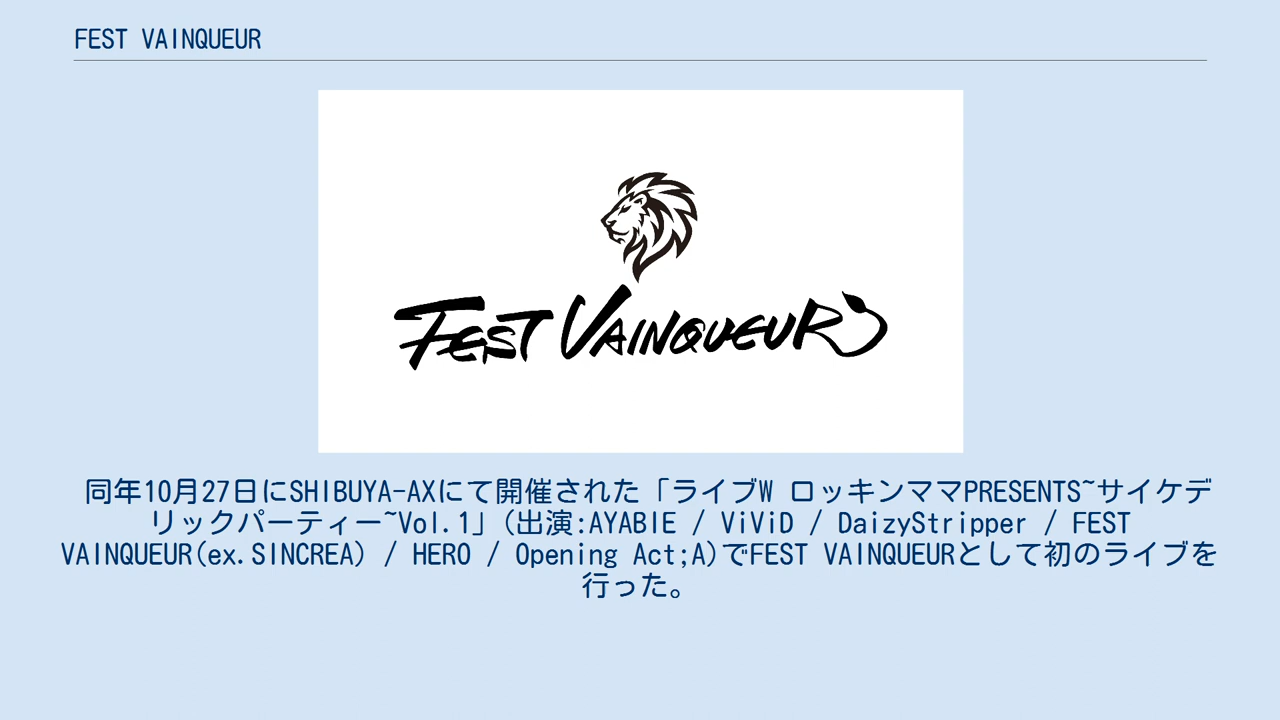 FEST VAINQUEUR
FEST VAINQUEUR
同年10月27日にSHIBUYA-AXにて開催された「ライブW ロッキンママPRESENTS~サイケデ
リックパーティー~Vol.1」(出演:AYABIE / ViViD / DaizyStripper / FEST
VAINQUEUR(ex.SINCREA) / HERO / Opening Act;A)でFEST VAINQUEURとして初のライブを
行った。